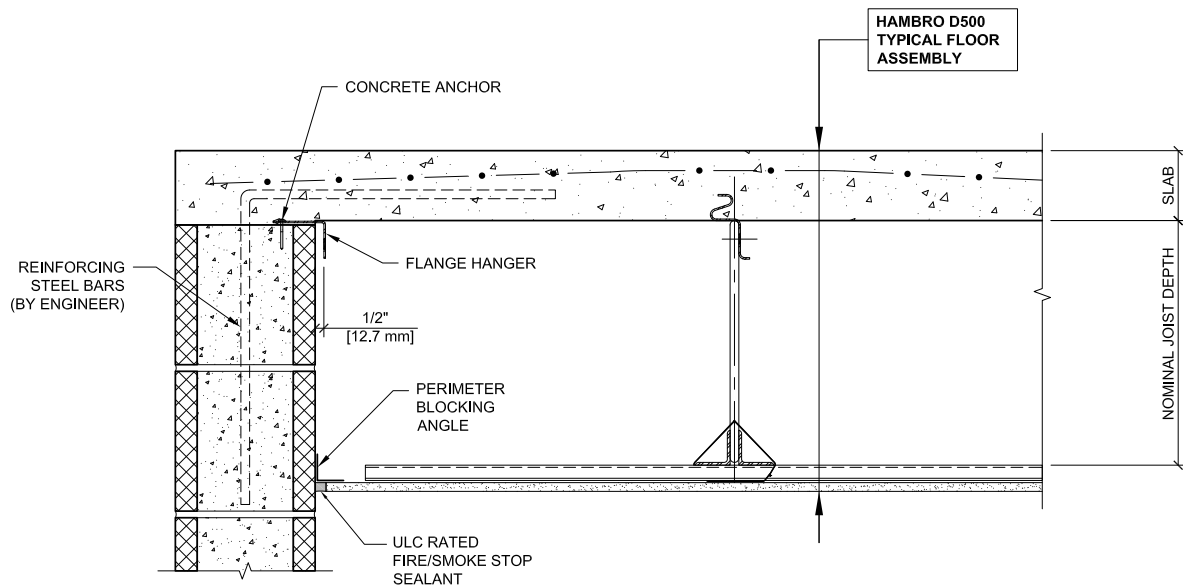 HAMBRO D500
TYPICAL FLOOR
ASSEMBLY
CONCRETE ANCHOR
SLAB
FLANGE HANGER
REINFORCING
STEEL BARS
(BY ENGINEER)
1/2"
[12.7 mm]
NOMINAL JOIST DEPTH
PERIMETER
BLOCKING
ANGLE
ULC RATED
FIRE/SMOKE STOP
SEALANT